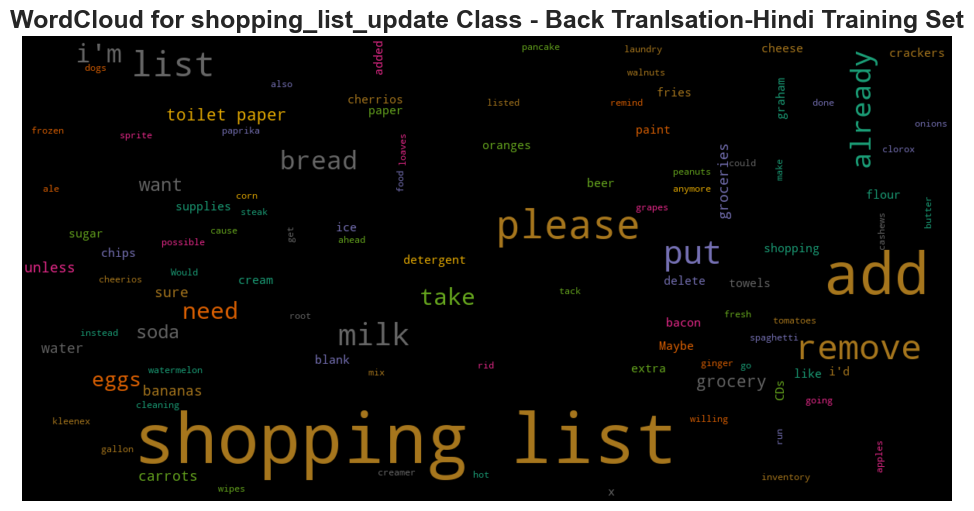 WordCloud for shopping_list_update Class - Back Tranlsation-Hindi Training Set
i'm
list
added
pancake
laundry
cheese
crackers
dogs
also
walnuts
already
cherrios
paper
listed
fries
remind
graham
done
toilet paper
frozen
sprite
paprika
paint
onions
oranges
loaves
bread
groceries
could
clorox
want
food
beer
peanuts
make
ale
corn
anymore
flour
supplies
steak
grapes
butter
please
cashews
sugar
cause
get
ice
ahead
possible
put
shopping
chips
detergent
unless
Would
add
cheerios
cream
delete
towels
sure
take
tack
need
root
fresh
bacon
tomatoes
instead
soda
milk
spaghetti
water
Maybe
remove
blank
rid
extra
ginger
go
like
i'd
watermelon
mix
eggs
bananas
grocery
CDs
cleaning
going
kleenex
shopping list
willing
run
gallon
apples
carrots
creamer
hot
inventory
wipes
x